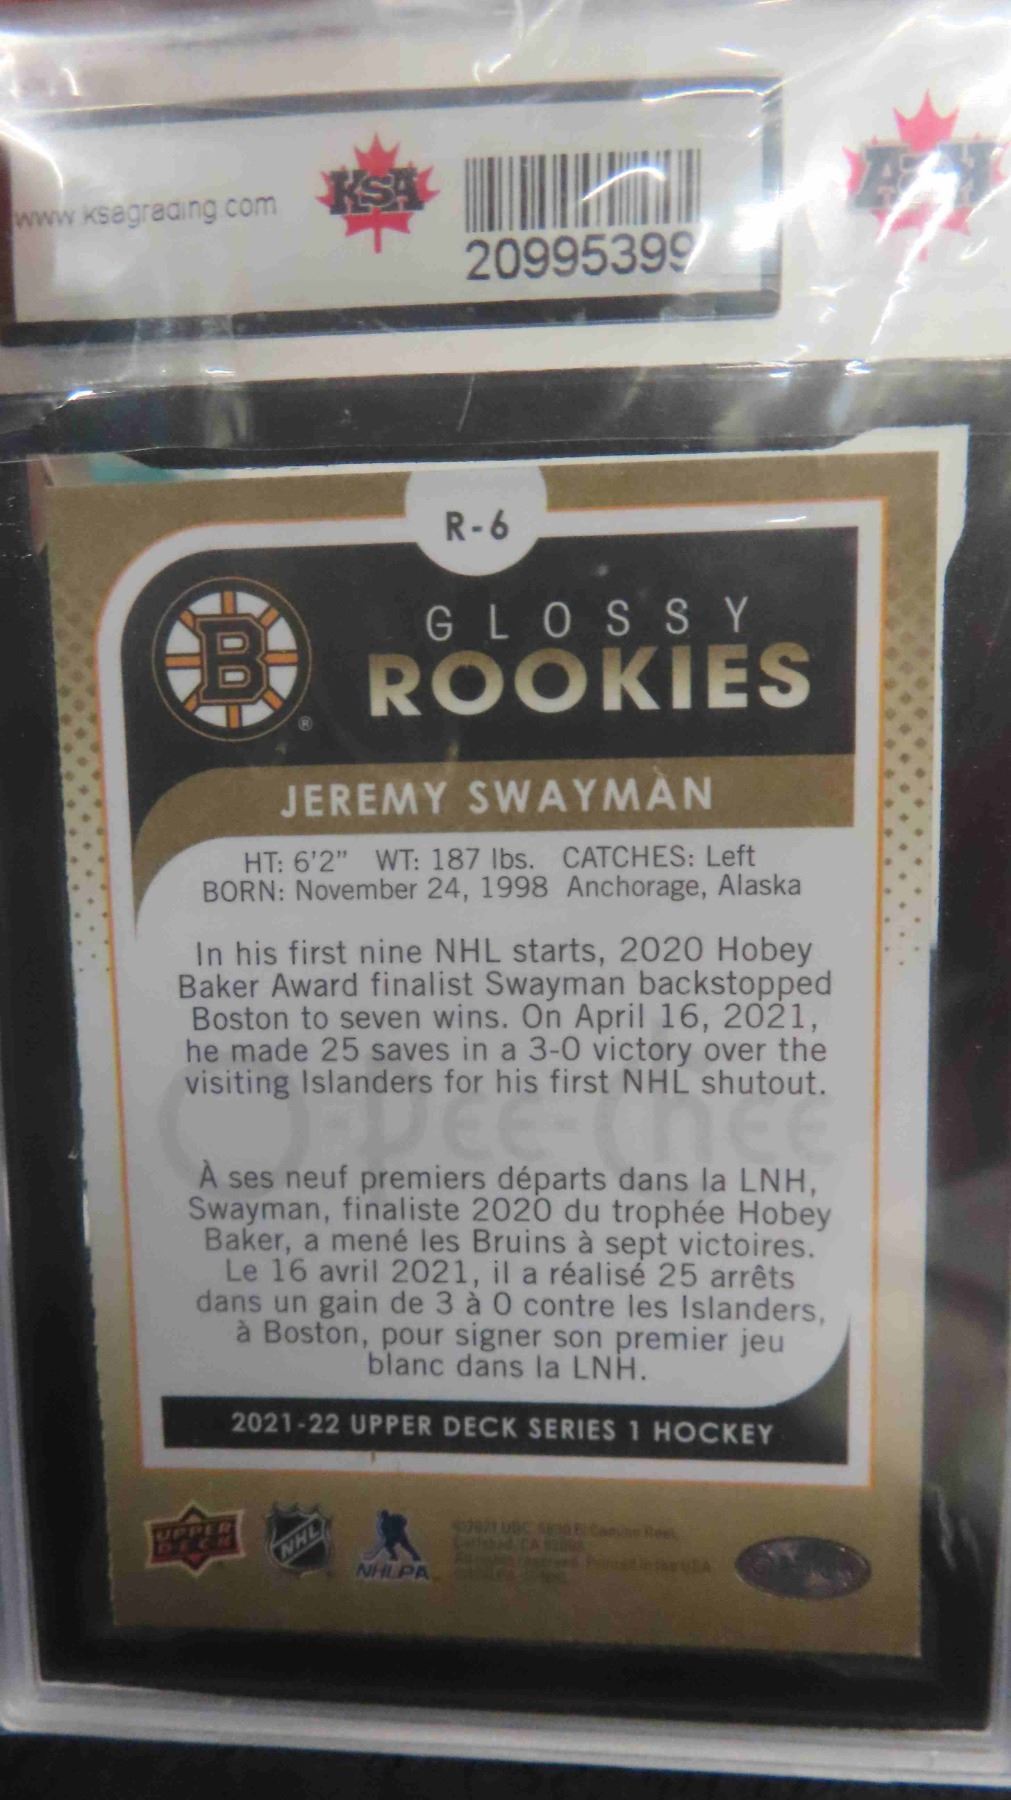 www.ksagrading.com
KSA
20995399
R-6
B
®
GLOSSY
ROOKIES
JEREMY SWAYMAN
HT: 6'2" WT: 187 lbs. CATCHES: Left
BORN: November 24, 1998 Anchorage, Alaska
In his first nine NHL starts, 2020 Hobey
Baker Award finalist Swayman backstopped
Boston to seven wins. On April 16, 2021,
he made 25 saves in a 3-0 victory over the
visiting Islanders for his first NHL shutout.
O-Pee-Chee
À ses neuf premiers départs dans la LNH,
Swayman, finaliste 2020 du trophée Hobey
Baker, a mené les Bruins à sept victoires.
Le 16 avril 2021, il a réalisé 25 arrêts
dans un gain de 3 à 0 contre les Islanders,
à Boston, pour signer son premier jeu
blanc dans la LNH.
2021-22 UPPER DECK SERIES 1 HOCKEY
UPPER
DECK
NHL
NHLPA